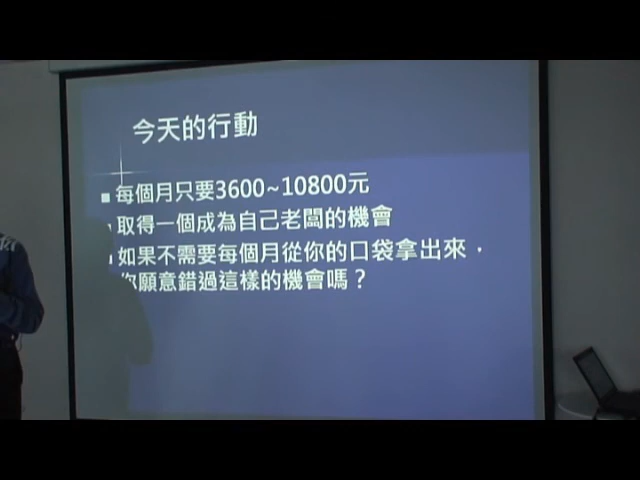 今天的行動
每個月只要3600~10800元
取得一個成為自己老闆的機會
如果不需要每個月從你的口袋拿出來，
你願意錯過這樣的機會嗎？